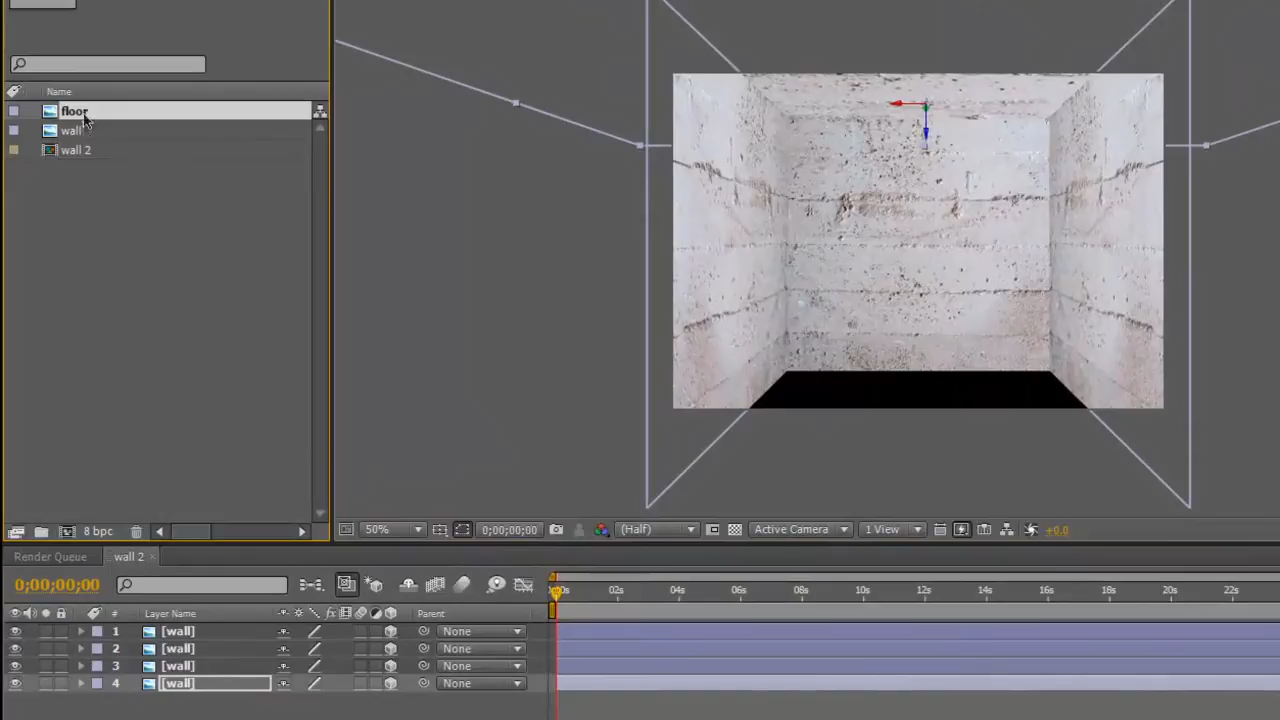 Name
floor
wall
wall 2
8 bpc
50%
0;00;00;00
(Half)
Active Camera
1 View
+0.0
Render Queue
wall 2
0;00;00;00
02s
04s
06s
08s
10s
12s
14s
16s
18s
20s
22s
#
Layer Name
fx
Parent
1
[wall]
None
2
[wall]
None
3
[wall]
None
4
[wall]
None